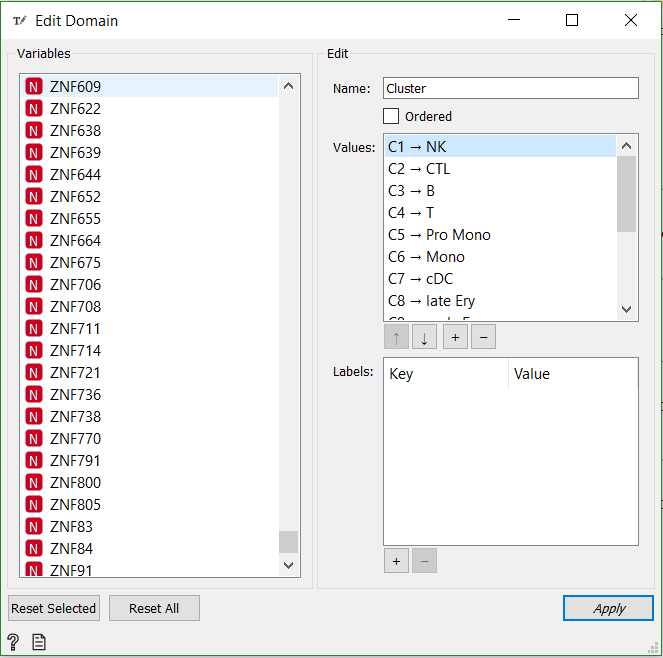 Edit Domain
Variables
N ZNF609
N ZNF622
N ZNF638
N ZNF639
N ZNF644
N ZNF652
N ZNF655
N ZNF664
N ZNF675
N ZNF706
N ZNF708
N ZNF711
N ZNF714
N ZNF721
N ZNF736
N ZNF738
N ZNF770
N ZNF791
N ZNF800
N ZNF805
N ZNF83
N ZNF84
N ZNF91
Reset Selected
Reset All
Edit
Name: Cluster
Ordered
Values:
C1 → NK
C2 → CTL
C3 → B
C4 → T
C5 → Pro Mono
C6 → Mono
C7 → cDC
C8 → late Ery
↑ ↓ + −
Labels:
Key Value
+ −
Apply
?